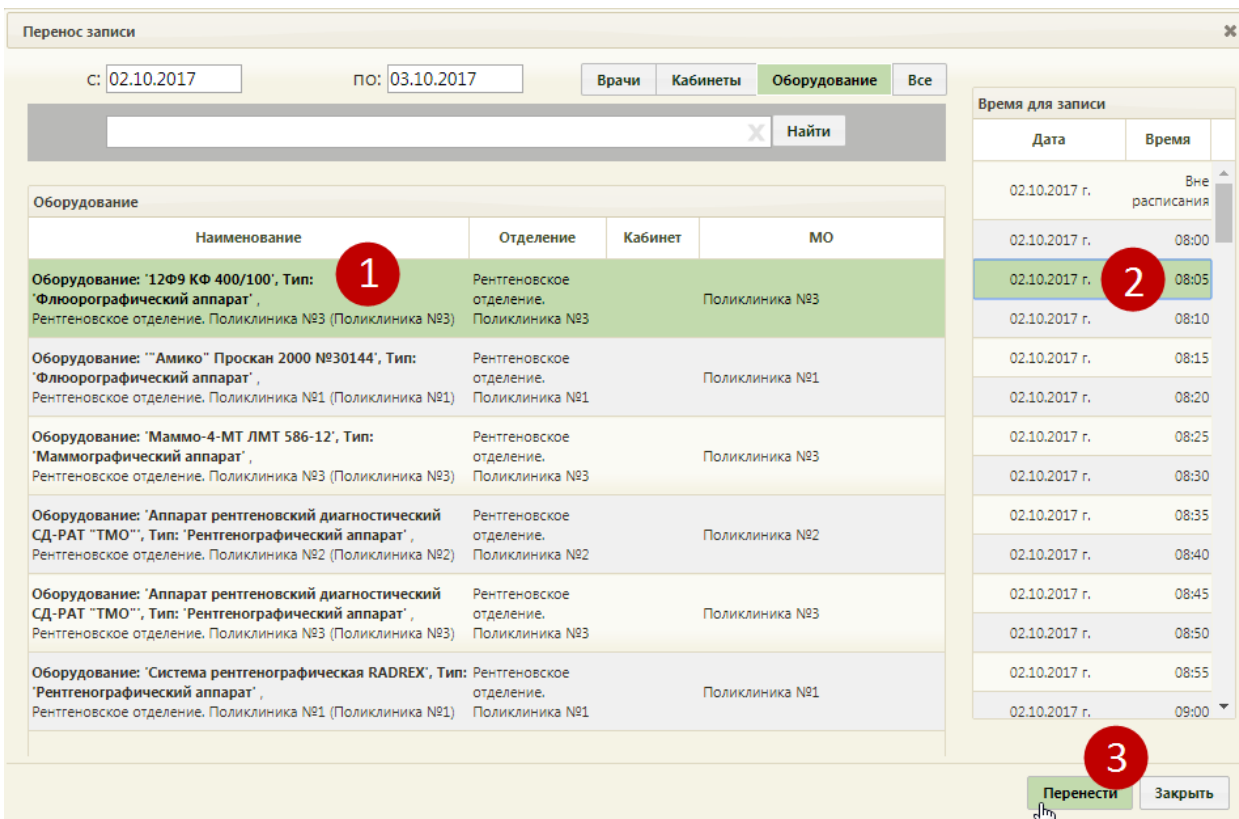 Перенос записи
с: 02.10.2017 по: 03.10.2017 Врачи Кабинеты Оборудование Все
Найти
Оборудование
Наименование Отделение Кабинет МО
Оборудование: '12Ф9 КФ 400/100', Тип:
'Флюорографический аппарат' ,
Рентгеновское отделение. Поликлиника №3 (Поликлиника №3)
Рентгеновское
отделение.
Поликлиника №3
Поликлиника №3
1
Оборудование: '"Амико" Проскан 2000 №30144', Тип:
'Флюорографический аппарат' ,
Рентгеновское отделение. Поликлиника №1 (Поликлиника №1)
Рентгеновское
отделение.
Поликлиника №1
Поликлиника №1
Оборудование: 'Маммо-4-МТ ЛМТ 586-12', Тип:
'Маммографический аппарат' ,
Рентгеновское отделение. Поликлиника №3 (Поликлиника №3)
Рентгеновское
отделение.
Поликлиника №3
Поликлиника №3
Оборудование: 'Аппарат рентгеновский диагностический
СД-РАТ "ТМО"', Тип: 'Рентгенографический аппарат' ,
Рентгеновское отделение. Поликлиника №2 (Поликлиника №2)
Рентгеновское
отделение.
Поликлиника №2
Поликлиника №2
Оборудование: 'Аппарат рентгеновский диагностический
СД-РАТ "ТМО"', Тип: 'Рентгенографический аппарат' ,
Рентгеновское отделение. Поликлиника №3 (Поликлиника №3)
Рентгеновское
отделение.
Поликлиника №3
Поликлиника №3
Оборудование: 'Система рентгенографическая RADREX', Тип:
'Рентгенографический аппарат' ,
Рентгеновское отделение. Поликлиника №1 (Поликлиника №1)
Рентгеновское
отделение.
Поликлиника №1
Поликлиника №1
Время для записи
Дата Время
02.10.2017 г. Вне
расписания
02.10.2017 г. 08:00
02.10.2017 г. 2 08:05
02.10.2017 г. 08:10
02.10.2017 г. 08:15
02.10.2017 г. 08:20
02.10.2017 г. 08:25
02.10.2017 г. 08:30
02.10.2017 г. 08:35
02.10.2017 г. 08:40
02.10.2017 г. 08:45
02.10.2017 г. 08:50
02.10.2017 г. 08:55
02.10.2017 г. 09:00
3
Перенести Закрыть